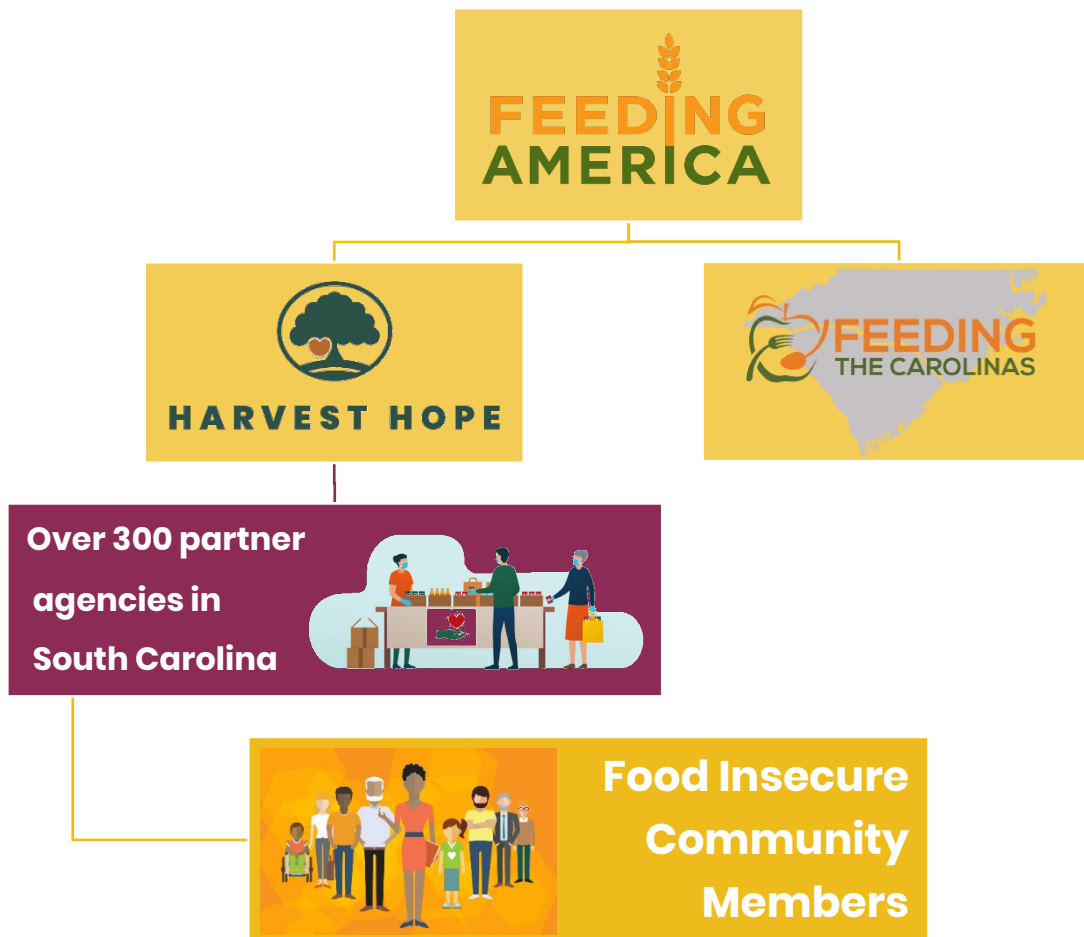 FEEDING
AMERICA
HARVEST HOPE
FEEDING
THE CAROLINAS
Over 300 partner
agencies in
South Carolina
Food Insecure
Community
Members